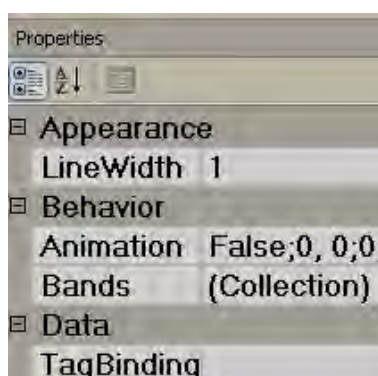 Properties
Appearance
LineWidth 1
Behavior
Animation False;0, 0;0
Bands (Collection)
Data
TagBinding